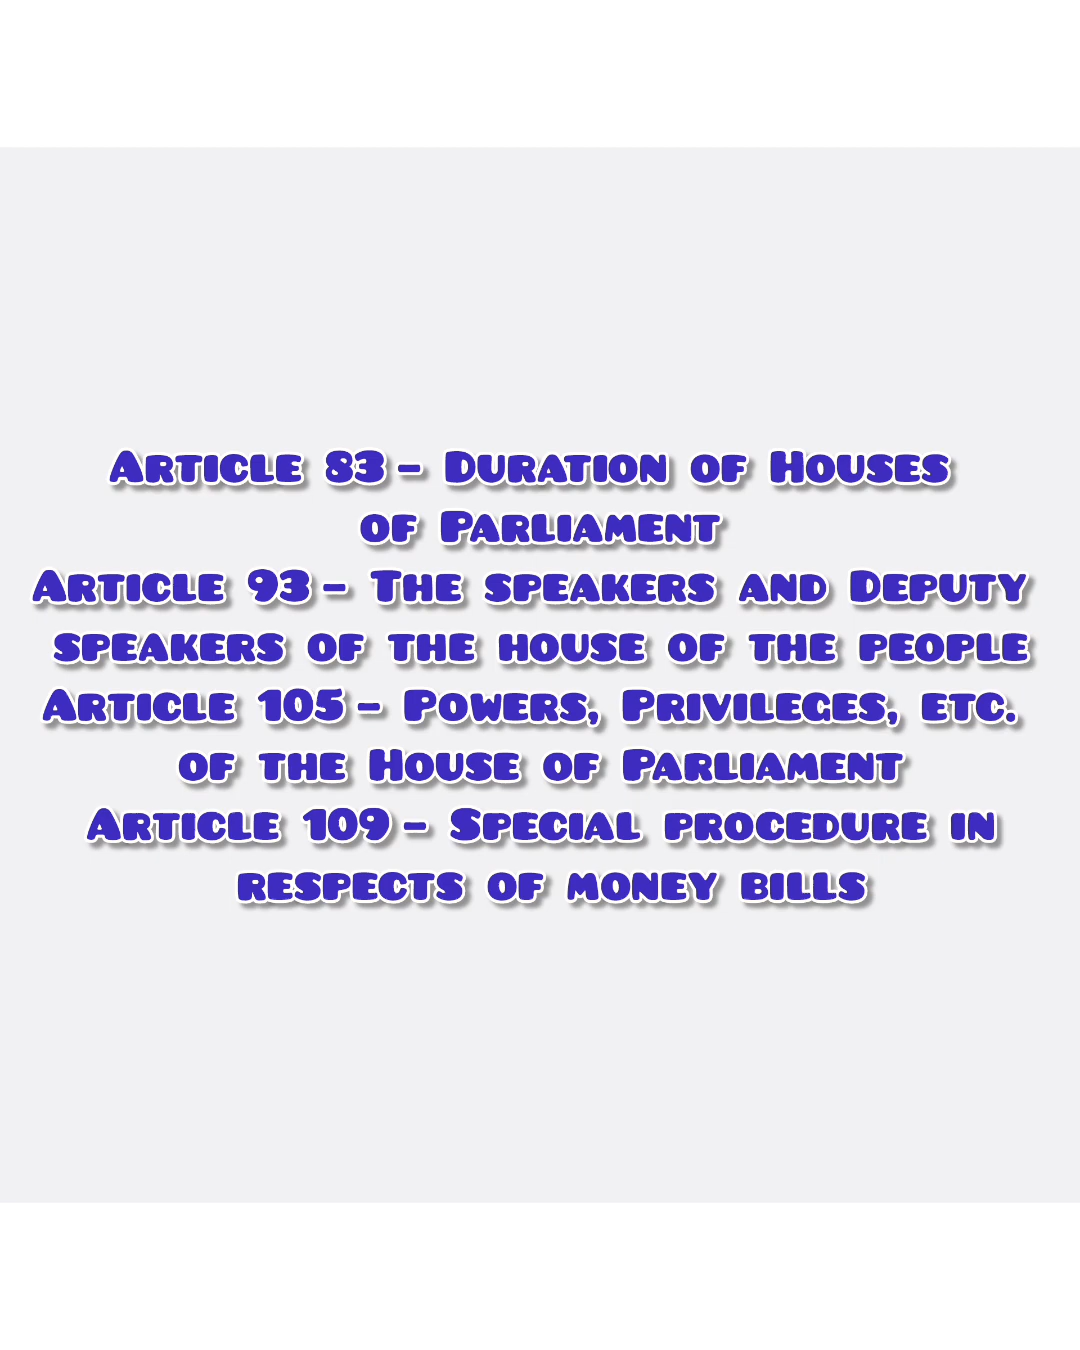 Article 83 - Duration of Houses
of Parliament
Article 93 - The speakers and Deputy
speakers of the house of the people
Article 105 - Powers, Privileges, etc.
of the House of Parliament
Article 109 - Special procedure in
respects of money bills